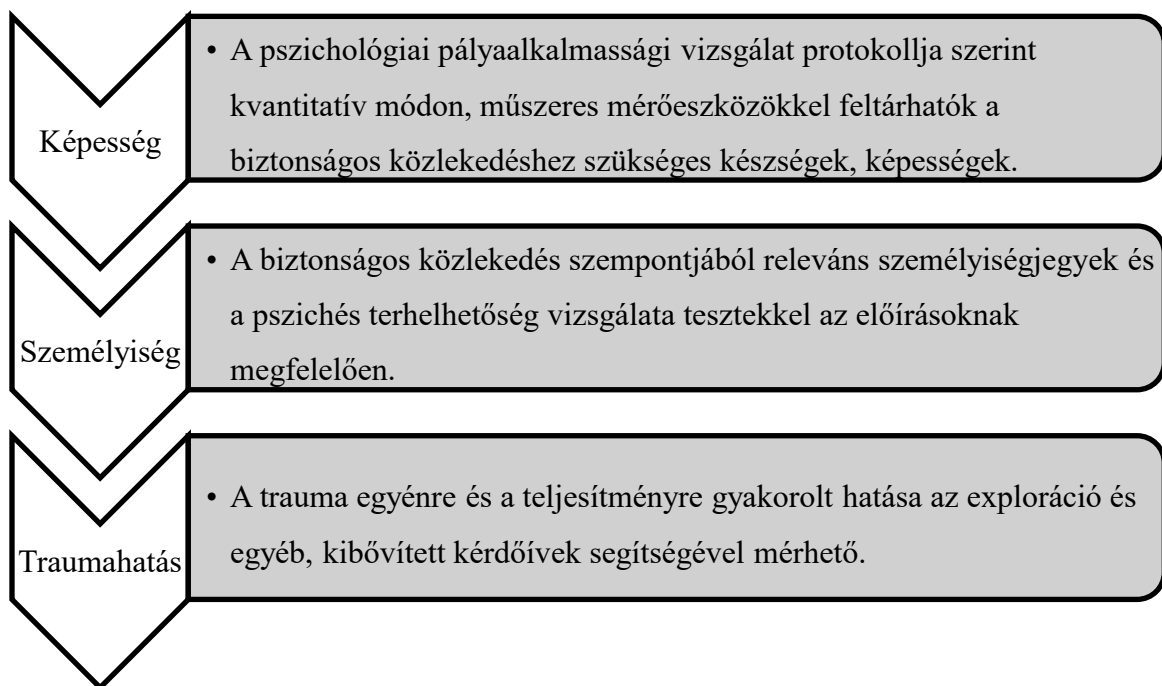 Képesség
• A pszichológiai pályaalkalmassági vizsgálat protokollja szerint
kvantitatív módon, műszeres mérőeszközökkel feltárhatók a
biztonságos közlekedéshez szükséges készségek, képességek.
Személyiség
• A biztonságos közlekedés szempontjából releváns személyiségjegyek és
a pszichés terhelhetőség vizsgálata tesztekkel az előírásoknak
megfelelően.
Traumahatás
• A trauma egyénre és a teljesítményre gyakorolt hatása az exploráció és
egyéb, kibővített kérdőívek segítségével mérhető.